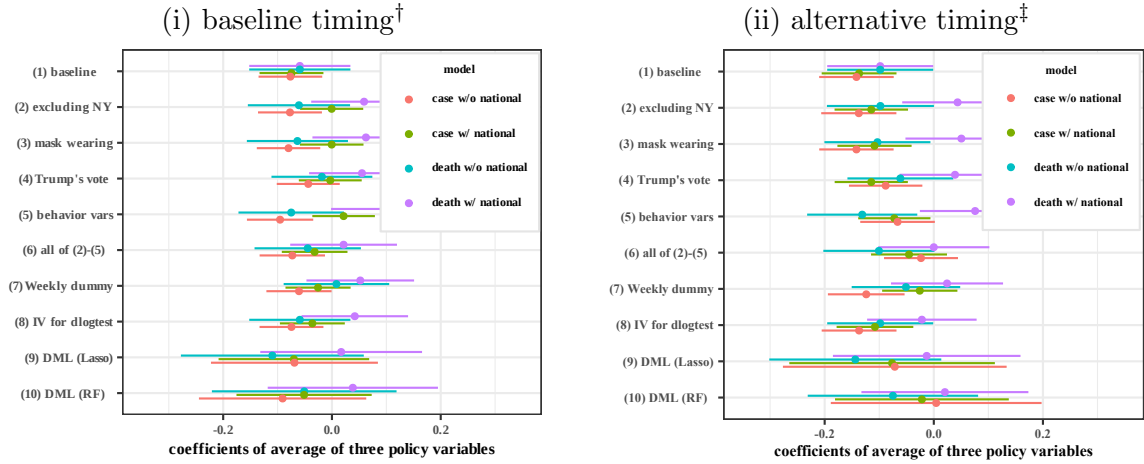 (i) baseline timing†
(1) baseline
(2) excluding NY
(3) mask wearing
(4) Trump's vote
(5) behavior vars
(6) all of (2)-(5)
(7) Weekly dummy
(8) IV for dlogtest
(9) DML (Lasso)
(10) DML (RF)
model
case w/o national
case w/ national
death w/o national
death w/ national
-0.2 0.0 0.2
coefficients of average of three policy variables
(ii) alternative timing‡
(1) baseline
(2) excluding NY
(3) mask wearing
(4) Trump's vote
(5) behavior vars
(6) all of (2)-(5)
(7) Weekly dummy
(8) IV for dlogtest
(9) DML (Lasso)
(10) DML (RF)
model
case w/o national
case w/ national
death w/o national
death w/ national
-0.2 0.0 0.2
coefficients of average of three policy variables